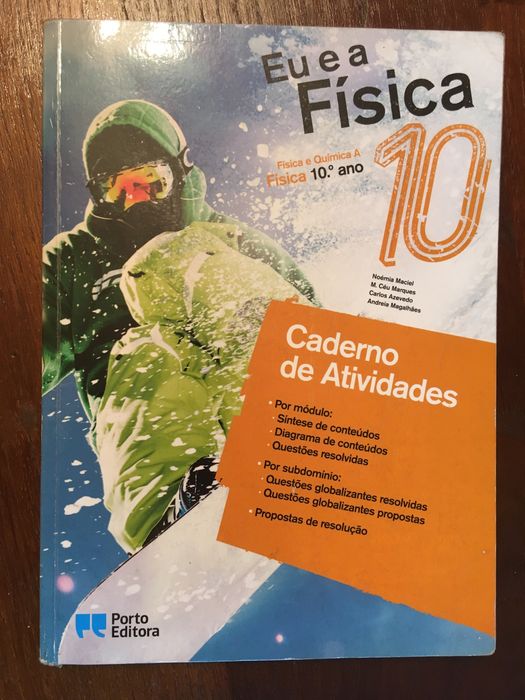 Eu e a
Física
10
Física e Química A
Física 10.º ano
Noémia Maciel
M. Céu Marques
Carlos Azevedo
Andreia Magalhães
Caderno
de Atividades
• Por módulo:
• Síntese de conteúdos
• Diagrama de conteúdos
• Questões resolvidas
• Por subdomínio:
• Questões globalizantes resolvidas
• Questões globalizantes propostas
• Propostas de resolução
Porto
Editora